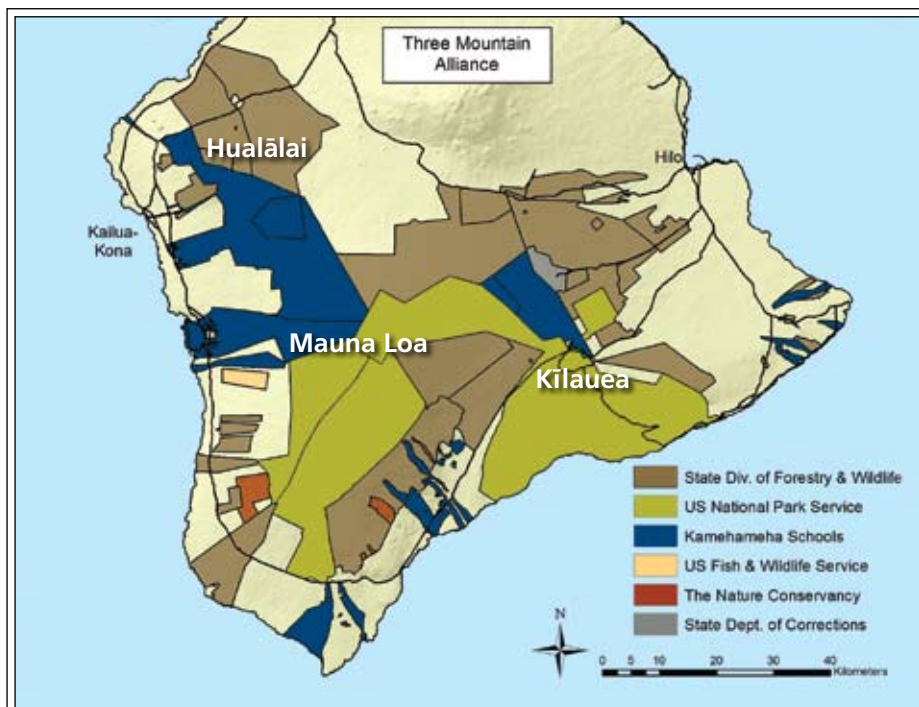 Three Mountain
Alliance
Hualālai
Hilo
Kailua-
Kona
Mauna Loa
Kīlauea
State Div. of Forestry & Wildlife
US National Park Service
Kamehameha Schools
US Fish & Wildlife Service
The Nature Conservancy
State Dept. of Corrections
N
0 5 10 20 30 40
Kilometers